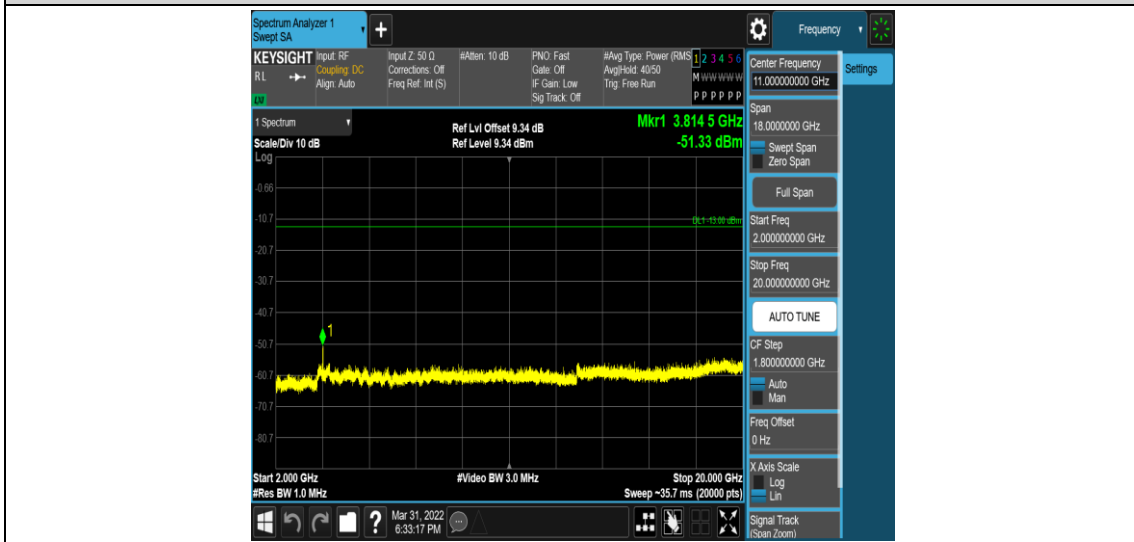 Spectrum Analyzer 1
Swept SA
+
Frequency
KEYSIGHT
RL
LXI
Input: RF
Coupling: DC
Align: Auto
Input Z: 50 Ω
Corrections: Off
Freq Ref: Int (S)
#Atten: 10 dB
PNO: Fast
Gate: Off
IF Gain: Low
Sig Track: Off
#Avg Type: Power (RMS
Avg|Hold: 40/50
Trig: Free Run
1 2 3 4 5 6
M W W W W W
P P P P P P
Center Frequency
11.000000000 GHz
Settings
Span
18.0000000 GHz
Swept Span
Zero Span
Full Span
Start Freq
2.000000000 GHz
Stop Freq
20.000000000 GHz
AUTO TUNE
CF Step
1.800000000 GHz
Auto
Man
Freq Offset
0 Hz
X Axis Scale
Log
Lin
Signal Track
(Span Zoom)
1 Spectrum
Scale/Div 10 dB
Log
Ref Lvl Offset 9.34 dB
Ref Level 9.34 dBm
Mkr1 3.814 5 GHz
-51.33 dBm
-0.66
-10.7
DL1 -13.00 dBm
-20.7
-30.7
-40.7
1
-50.7
-60.7
-70.7
-80.7
Start 2.000 GHz
#Video BW 3.0 MHz
Stop 20.000 GHz
#Res BW 1.0 MHz
Sweep ~35.7 ms (20000 pts)
?
Mar 31, 2022
6:33:17 PM